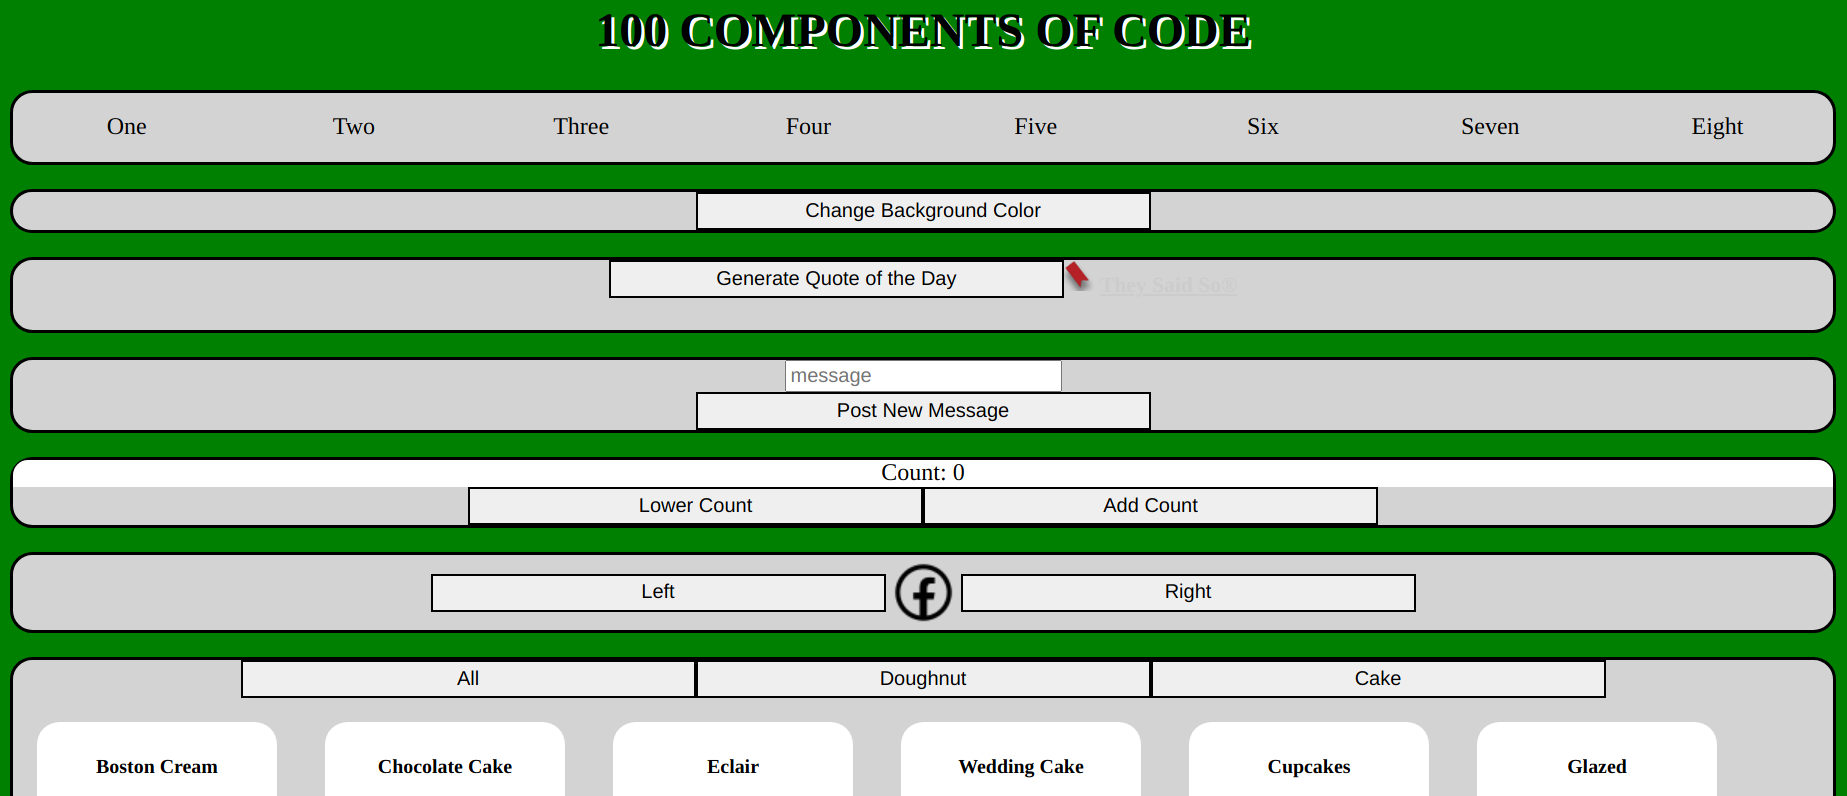 100 COMPONENTS OF CODE
One Two Three Four Five Six Seven Eight
Change Background Color
Generate Quote of the Day They Said So®
message
Post New Message
Count: 0
Lower Count Add Count
Left Right
All Doughnut Cake
Boston Cream Chocolate Cake Eclair Wedding Cake Cupcakes Glazed